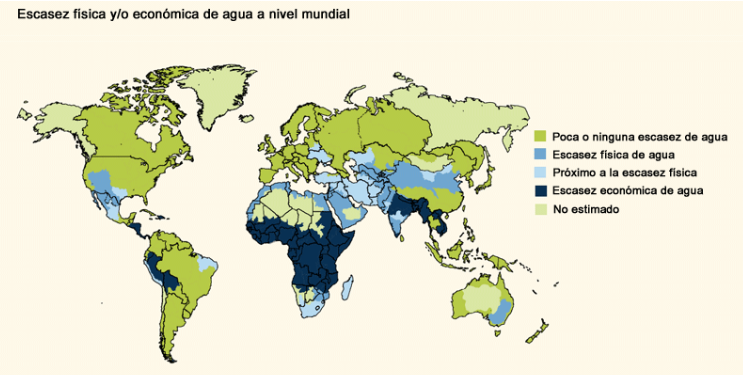 Escasez física y/o económica de agua a nivel mundial
Poca o ninguna escasez de agua
Escasez física de agua
Próximo a la escasez física
Escasez económica de agua
No estimado